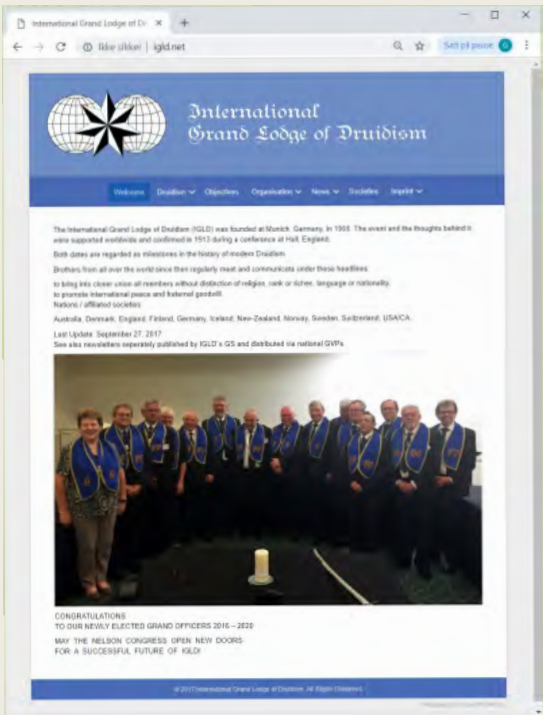 International Grand Lodge of Dr
Ikke sikker | igld.net
Satt på pause
International
Grand Lodge of Druidism
Welcome Druidism Objectives Organisation News Societies Imprint
The International Grand Lodge of Druidism (IGLD) was founded at Munich, Germany, in 1908. The event and the thoughts behind it
were supported worldwide and confirmed in 1913 during a conference at Hull, England.
Both dates are regarded as milestones in the history of modern Druidism.
Brothers from all over the world since then regularly meet and communicate under these headlines:
to bring into closer union all members without distinction of religion, rank or riches, language or nationality,
to promote international peace and fraternal goodwill.
Nations / affiliated societies:
Australia, Denmark, England, Finland, Germany, Iceland, New-Zealand, Norway, Sweden, Switzerland, USA/CA.
Last Update: September 27, 2017
See also newsletters seperately published by IGLD's GS and distributed via national GVPs.
CONGRATULATIONS
TO OUR NEWLY ELECTED GRAND OFFICERS 2016 – 2020
MAY THE NELSON CONGRESS OPEN NEW DOORS
FOR A SUCCESSFUL FUTURE OF IGLD!
© 2017 International Grand Lodge of Druidism. All Rights Reserved.